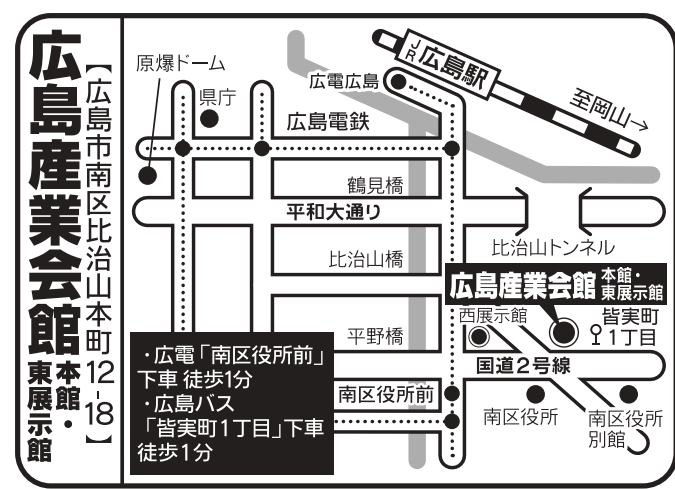 広島産業会館
本館・
東展示館
【広島市南区比治山本町12-18】
原爆ドーム
県庁
広電広島
JR広島駅
至岡山→
広島電鉄
鶴見橋
平和大通り
比治山橋
比治山トンネル
広島産業会館 本館・
東展示館
西展示館
皆実町
1丁目
平野橋
国道2号線
南区役所前
南区役所
南区役所
別館
・広電「南区役所前」
下車 徒歩1分
・広島バス
「皆実町1丁目」下車
徒歩1分